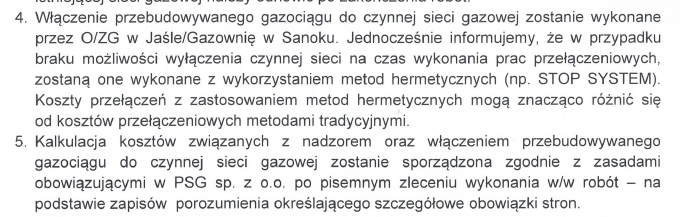 istniejącej sieci gazowej należy odnowić po zakończeniu robót.
4. Włączenie przebudowywanego gazociągu do czynnej sieci gazowej zostanie wykonane
przez O/ZG w Jaśle/Gazownię w Sanoku. Jednocześnie informujemy, że w przypadku
braku możliwości wyłączenia czynnej sieci na czas wykonania prac przełączeniowych,
zostaną one wykonane z wykorzystaniem metod hermetycznych (np. STOP SYSTEM).
Koszty przełączeń z zastosowaniem metod hermetycznych mogą znacząco różnić się
od kosztów przełączeniowych metodami tradycyjnymi.
5. Kalkulacja kosztów związanych z nadzorem oraz włączeniem przebudowywanego
gazociągu do czynnej sieci gazowej zostanie sporządzona zgodnie z zasadami
obowiązującymi w PSG sp. z o.o. po pisemnym zleceniu wykonania w/w robót – na
podstawie zapisów porozumienia określającego szczegółowe obowiązki stron.